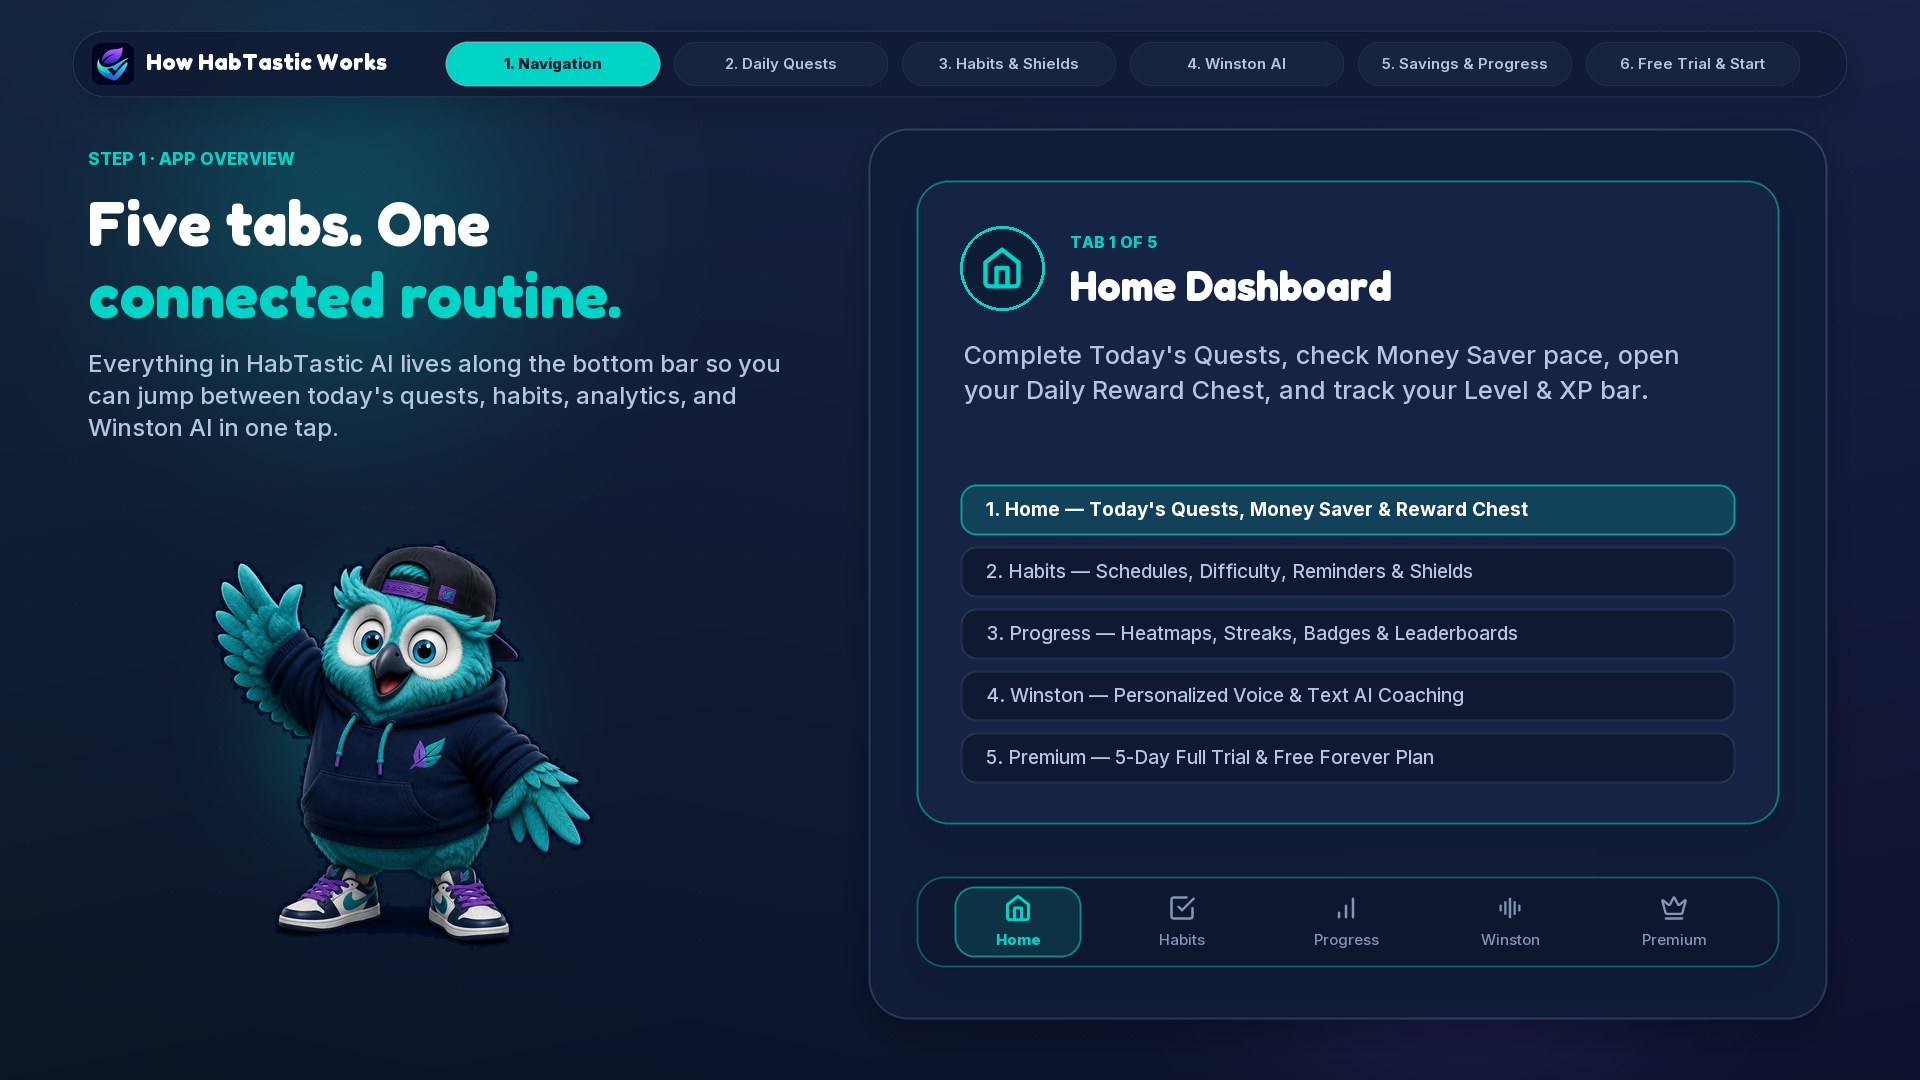 How HabTastic Works
1. Navigation
2. Daily Quests
3. Habits & Shields
4. Winston AI
5. Savings & Progress
6. Free Trial & Start
STEP 1 · APP OVERVIEW
Five tabs. One
connected routine.
Everything in HabTastic AI lives along the bottom bar so you
can jump between today's quests, habits, analytics, and
Winston AI in one tap.
TAB 1 OF 5
Home Dashboard
Complete Today's Quests, check Money Saver pace, open
your Daily Reward Chest, and track your Level & XP bar.
1. Home — Today's Quests, Money Saver & Reward Chest
2. Habits — Schedules, Difficulty, Reminders & Shields
3. Progress — Heatmaps, Streaks, Badges & Leaderboards
4. Winston — Personalized Voice & Text AI Coaching
5. Premium — 5-Day Full Trial & Free Forever Plan
Home
Habits
Progress
Winston
Premium